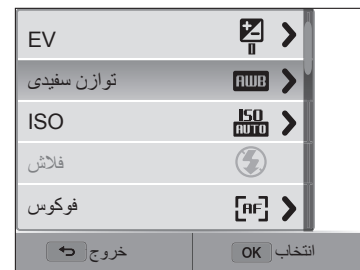 EV
توازن سفیدی AWB
ISO ISO AUTO
فلاش
فوکوس AF
انتخاب OK خروج